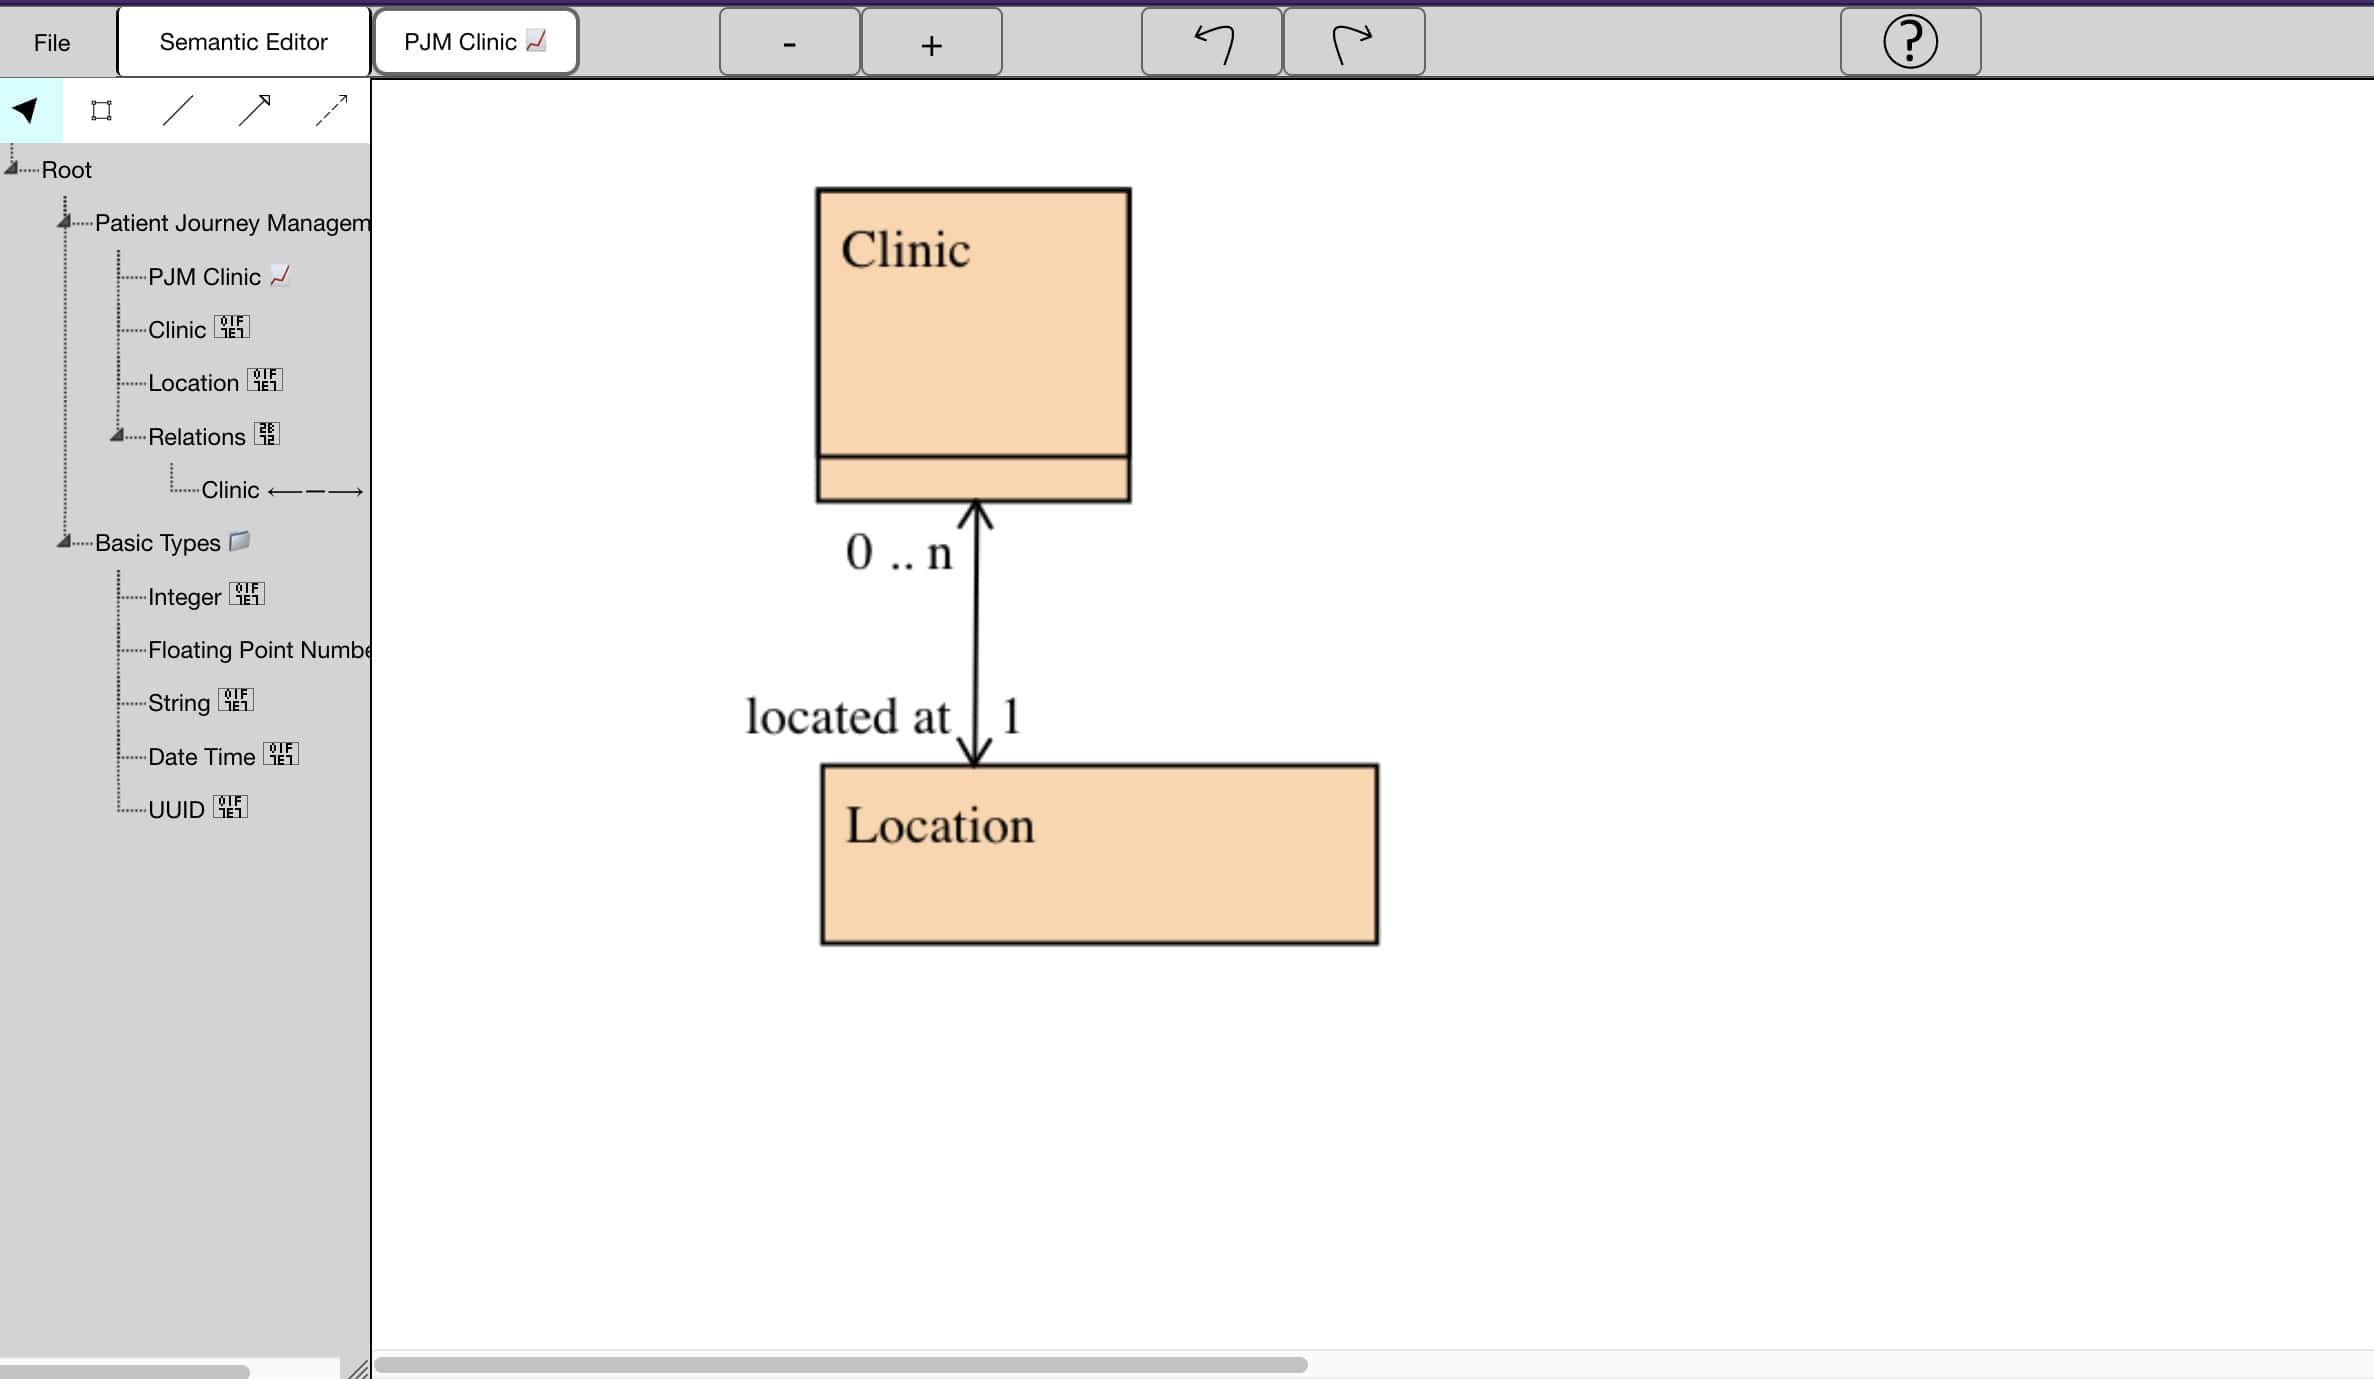 File
Semantic Editor
PJM Clinic
-
+
?
Root
Patient Journey Managem
PJM Clinic
Clinic
Location
Relations
Clinic
Basic Types
Integer
Floating Point Numbe
String
Date Time
UUID
Clinic
0 .. n
located at 1
Location